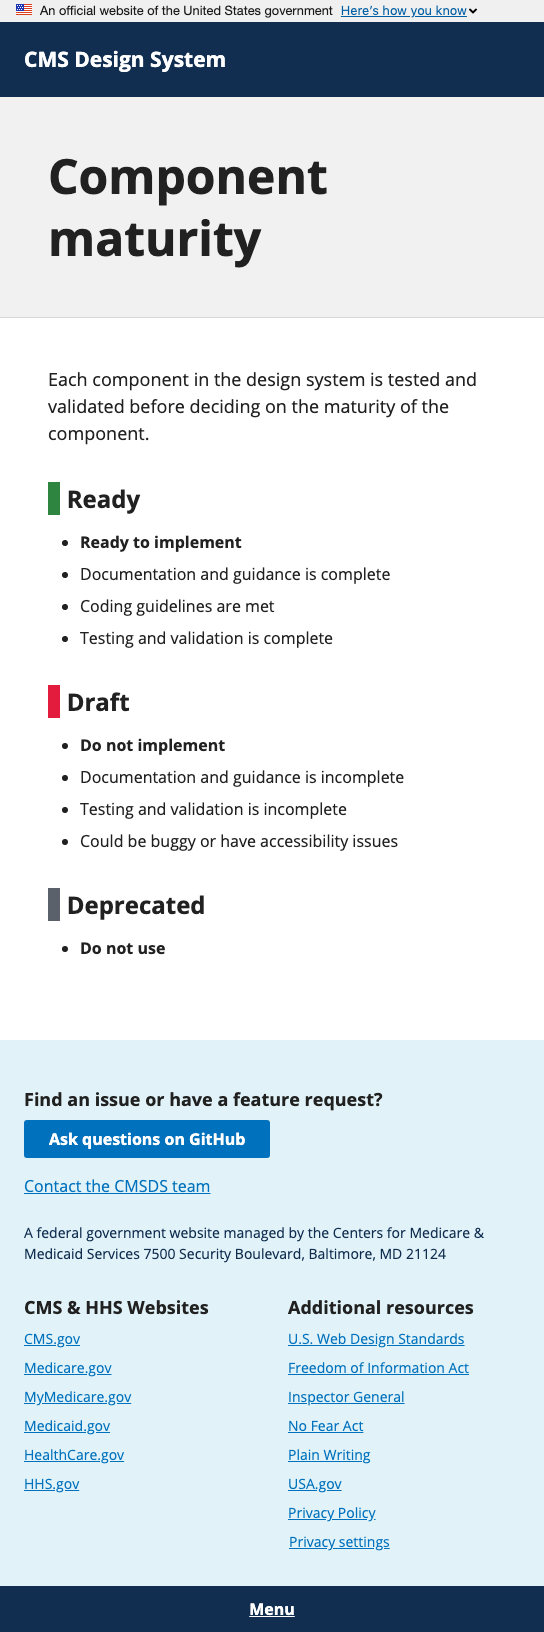 An official website of the United States government Here's how you know
CMS Design System
Component
maturity
Each component in the design system is tested and
validated before deciding on the maturity of the
component.
Ready
Ready to implement
Documentation and guidance is complete
Coding guidelines are met
Testing and validation is complete
Draft
Do not implement
Documentation and guidance is incomplete
Testing and validation is incomplete
Could be buggy or have accessibility issues
Deprecated
Do not use
Find an issue or have a feature request?
Ask questions on GitHub
Contact the CMSDS team
A federal government website managed by the Centers for Medicare &
Medicaid Services 7500 Security Boulevard, Baltimore, MD 21124
CMS & HHS Websites
CMS.gov
Medicare.gov
MyMedicare.gov
Medicaid.gov
HealthCare.gov
HHS.gov
Additional resources
U.S. Web Design Standards
Freedom of Information Act
Inspector General
No Fear Act
Plain Writing
USA.gov
Privacy Policy
Privacy settings
Menu